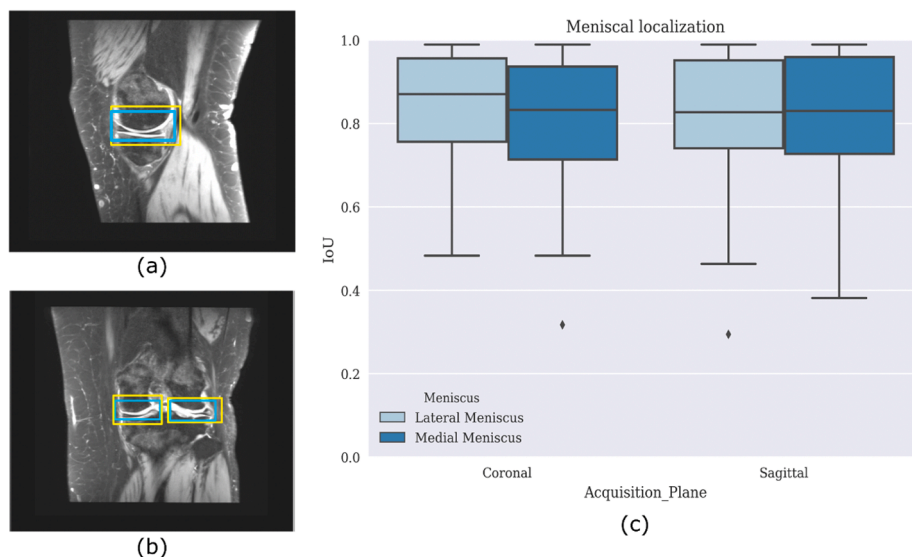 (a)
(b)
(c)
Meniscal localization
1.0
0.8
0.6
0.4
0.2
0.0
IoU
Meniscus
Lateral Meniscus
Medial Meniscus
Coronal
Sagittal
Acquisition_Plane